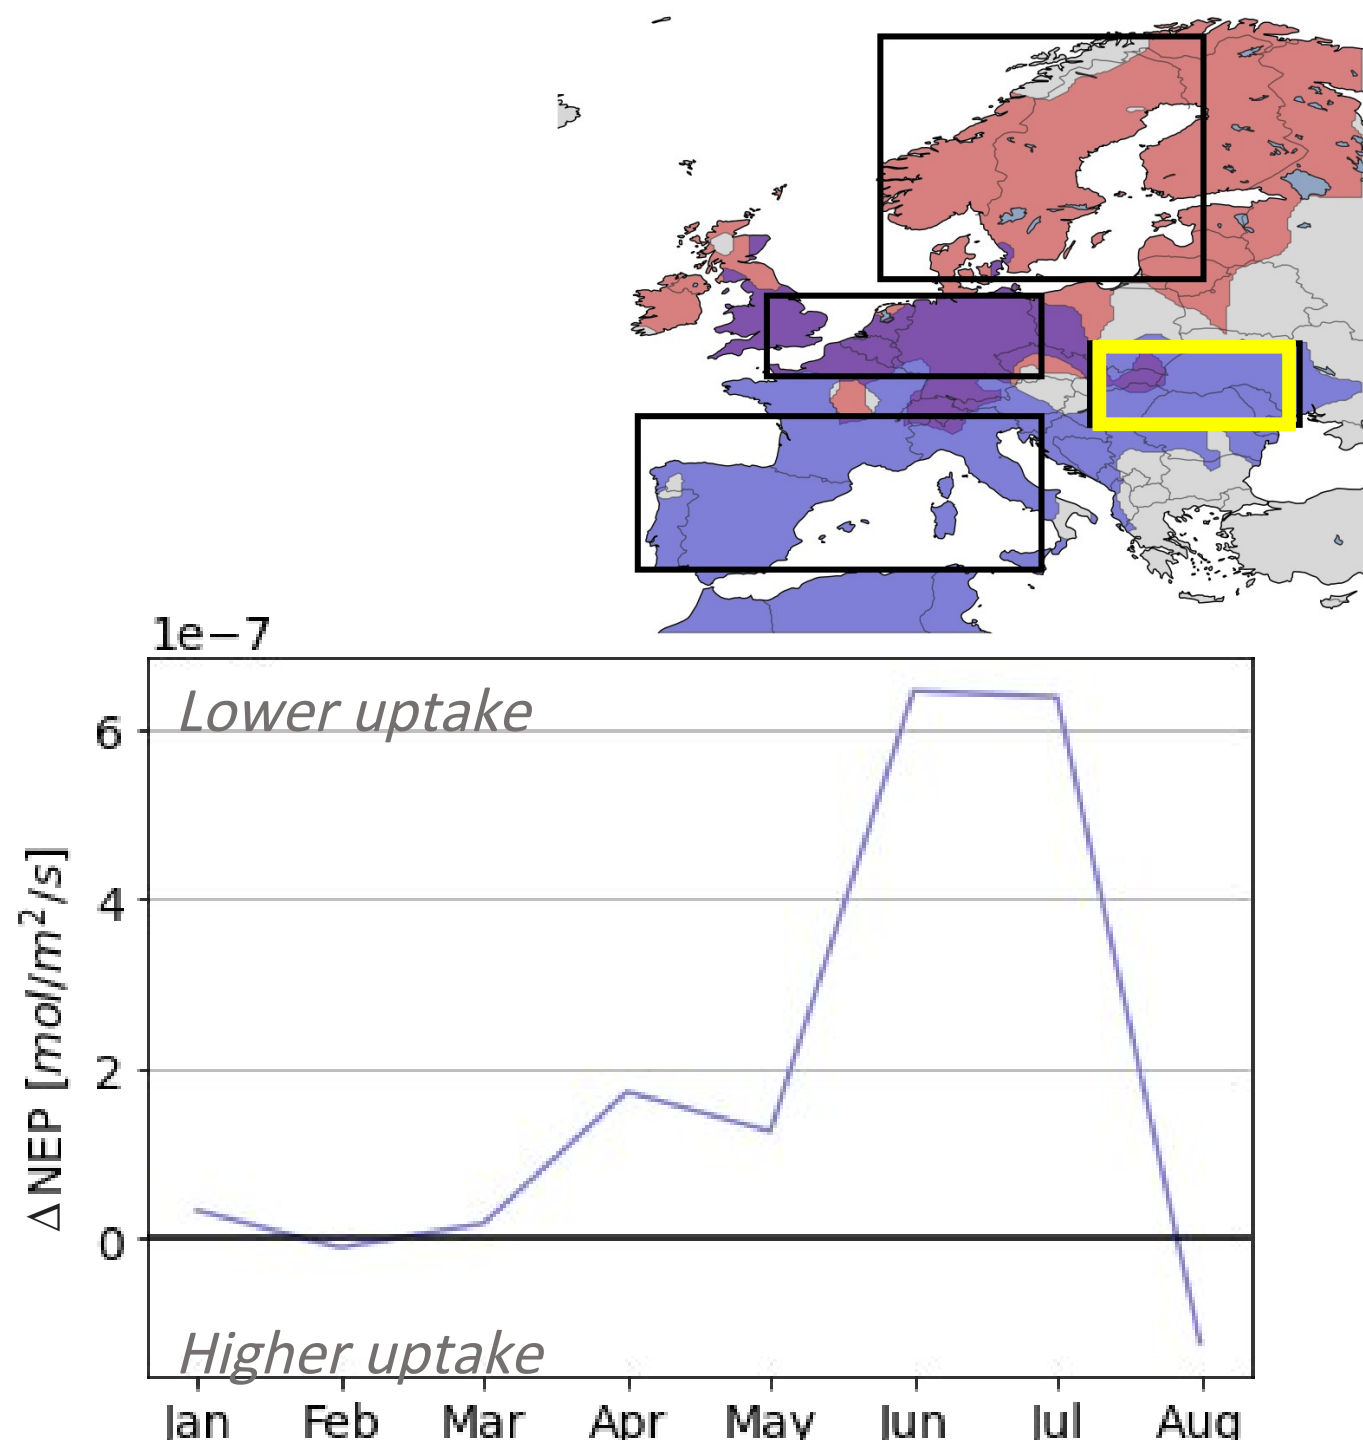 1e−7
Lower uptake
6
4
2
0
Higher uptake
ΔNEP [mol/m²/s]
Jan Feb Mar Apr May Jun Jul Aug